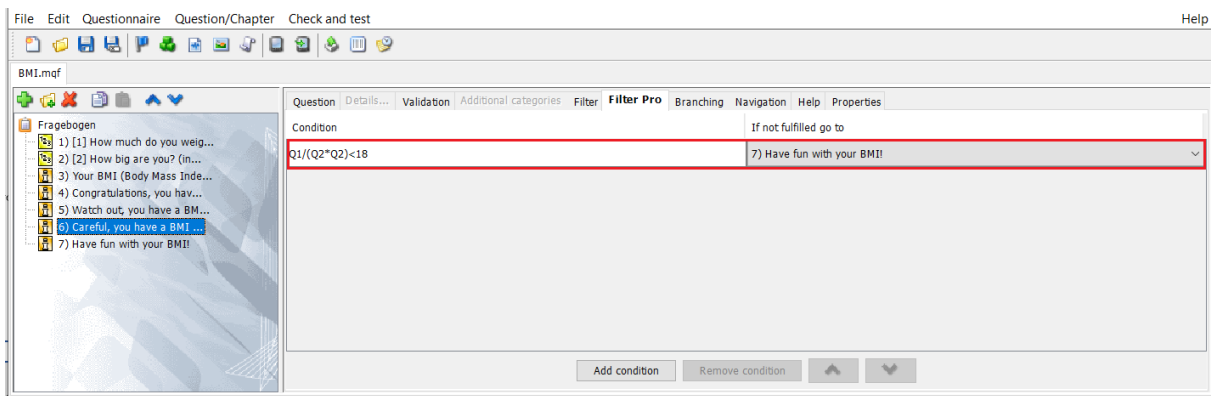 File Edit Questionnaire Question/Chapter Check and test Help
BMI.mqf
Question Details... Validation Additional categories Filter Filter Pro Branching Navigation Help Properties
Fragebogen
1) [1] How much do you weig...
2) [2] How big are you? (in...
3) Your BMI (Body Mass Inde...
4) Congratulations, you hav...
5) Watch out, you have a BM...
6) Careful, you have a BMI ...
7) Have fun with your BMI!
Condition If not fulfilled go to
Q1/(Q2*Q2)<18 7) Have fun with your BMI!
Add condition Remove condition